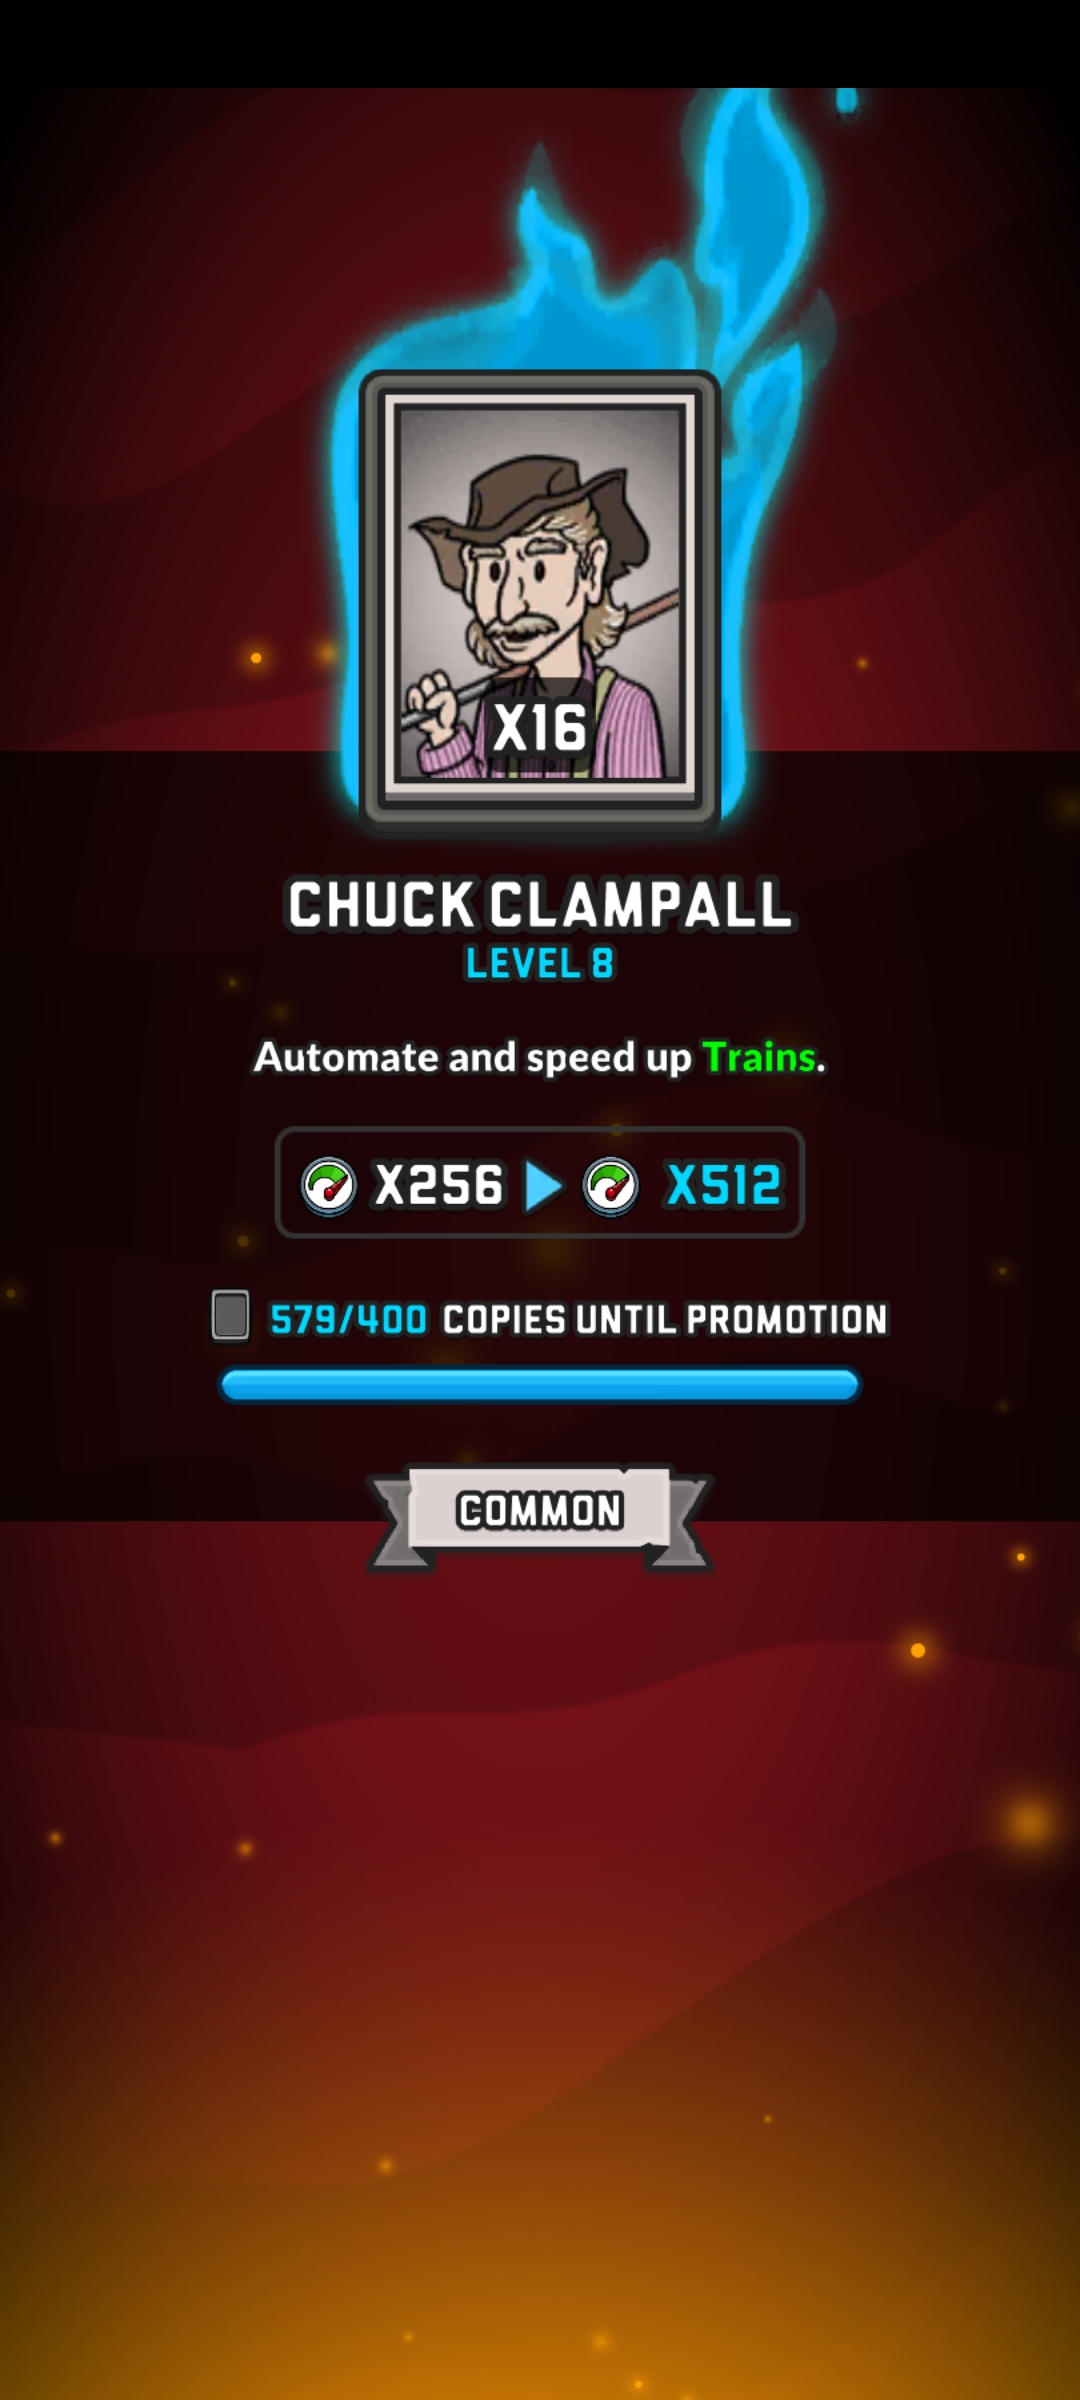 X16
CHUCK CLAMPALL
LEVEL 8
Automate and speed up Trains.
X256 X512
579/400 COPIES UNTIL PROMOTION
COMMON